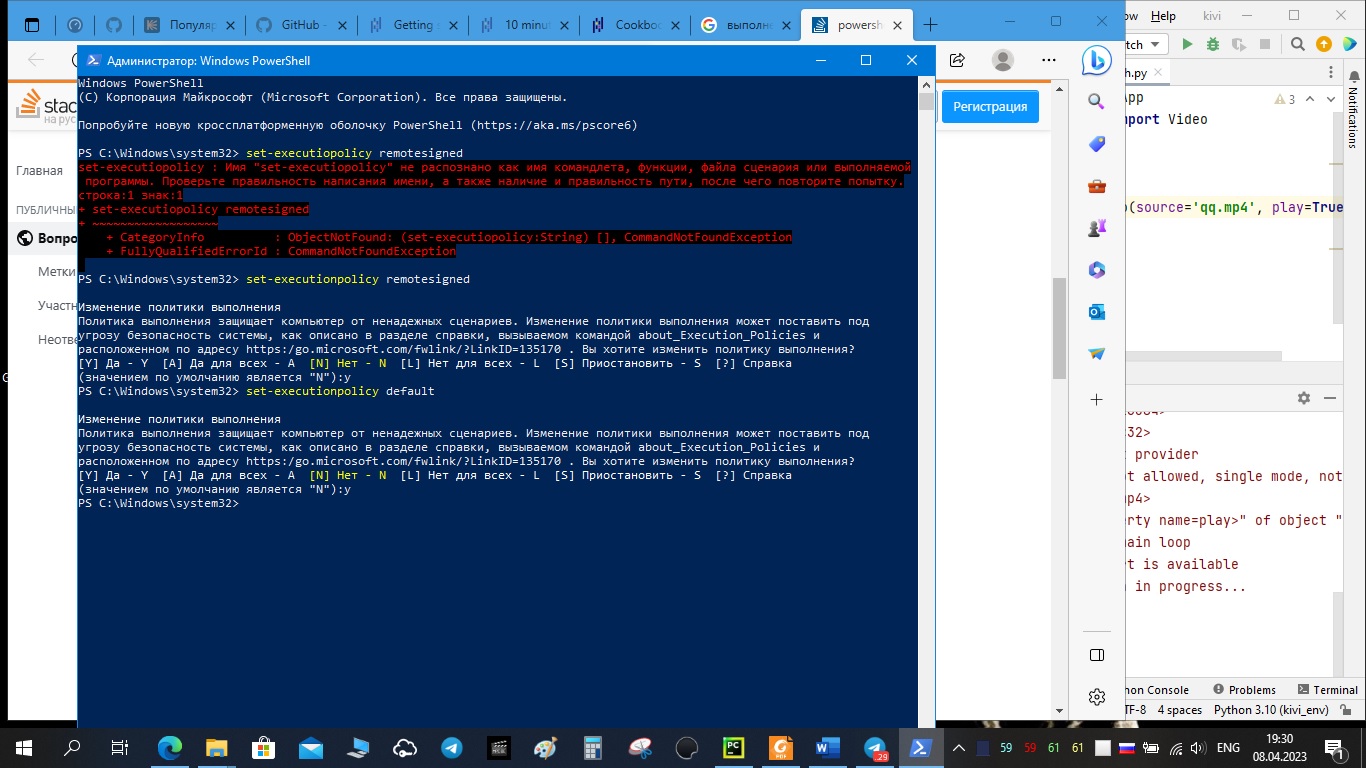 Популяр
GitHub -
Getting
10 minut
Cookbo
выполне
powersh
Help
kivi
Администратор: Windows PowerShell
Windows PowerShell
(C) Корпорация Майкрософт (Microsoft Corporation). Все права защищены.
Попробуйте новую кроссплатформенную оболочку PowerShell (https://aka.ms/pscore6)
PS C:\Windows\system32> set-executiopolicy remotesigned
set-executiopolicy : Имя "set-executiopolicy" не распознано как имя командлета, функции, файла сценария или выполняемой
программы. Проверьте правильность написания имени, а также наличие и правильность пути, после чего повторите попытку.
строка:1 знак:1
+ set-executiopolicy remotesigned
+ ~~~~~~~~~~~~~~~~~~
+ CategoryInfo : ObjectNotFound: (set-executiopolicy:String) [], CommandNotFoundException
+ FullyQualifiedErrorId : CommandNotFoundException
PS C:\Windows\system32> set-executionpolicy remotesigned
Изменение политики выполнения
Политика выполнения защищает компьютер от ненадежных сценариев. Изменение политики выполнения может поставить под
угрозу безопасность системы, как описано в разделе справки, вызываемом командой about_Execution_Policies и
расположенном по адресу https:/go.microsoft.com/fwlink/?LinkID=135170 . Вы хотите изменить политику выполнения?
[Y] Да - Y [A] Да для всех - A [N] Нет - N [L] Нет для всех - L [S] Приостановить - S [?] Справка
(значением по умолчанию является "N"):y
PS C:\Windows\system32> set-executionpolicy default
Изменение политики выполнения
Политика выполнения защищает компьютер от ненадежных сценариев. Изменение политики выполнения может поставить под
угрозу безопасность системы, как описано в разделе справки, вызываемом командой about_Execution_Policies и
расположенном по адресу https:/go.microsoft.com/fwlink/?LinkID=135170 . Вы хотите изменить политику выполнения?
[Y] Да - Y [A] Да для всех - A [N] Нет - N [L] Нет для всех - L [S] Приостановить - S [?] Справка
(значением по умолчанию является "N"):y
PS C:\Windows\system32>
stac
на рус
Главная
ПУБЛИЧНЫ
Вопро
Метки
Участн
Неотве
Регистрация
tch
h.py
App
3
port Video
o(source='qq.mp4', play=True
Notifications
32>
provider
t allowed, single mode, not
mp4>
erty name=play>" of object "
main loop
rt is available
n in progress...
hon Console
Problems
Terminal
TF-8
4 spaces
Python 3.10 (kivi_env)
29
59
59
61
61
ENG
19:30
08.04.2023
1